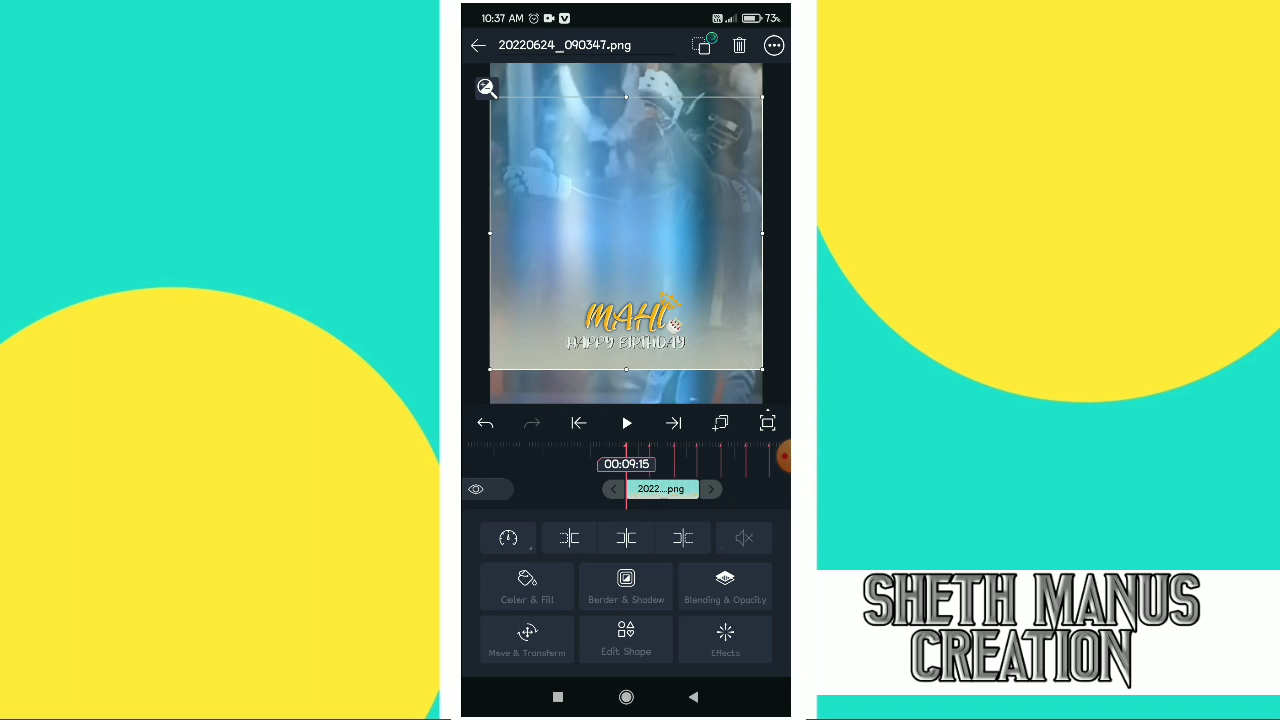 10:37 AM
73%
20220624_090347.png
MAHI
HAPPY BIRTHDAY
00:09:15
2022....png
Color & Fill
Border & Shadow
Blending & Opacity
Move & Transform
Edit Shape
Effects
SHETH MANUS
CREATION